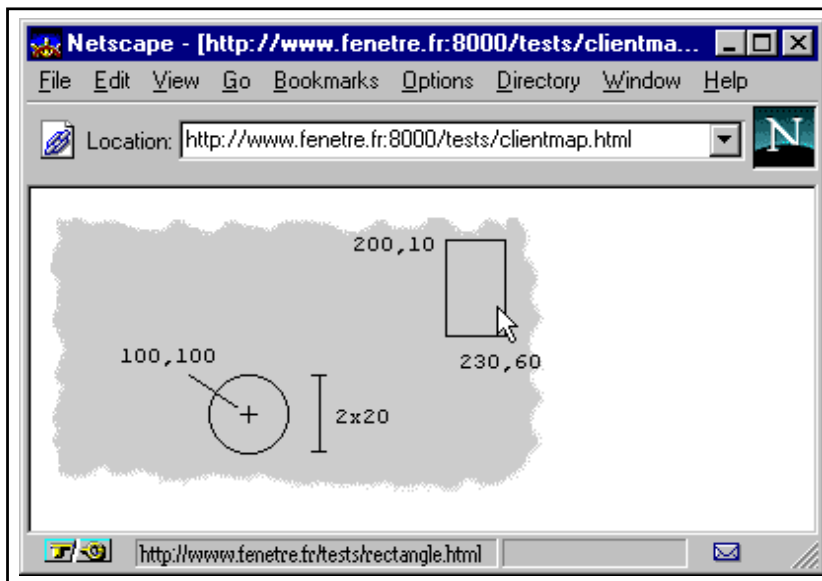 Netscape - [http://www.fenetre.fr:8000/tests/clientma...
File Edit View Go Bookmarks Options Directory Window Help
Location: http://www.fenetre.fr:8000/tests/clientmap.html
N
200,10
230,60
100,100
2x20
http://www.fenetre.fr/tests/rectangle.html